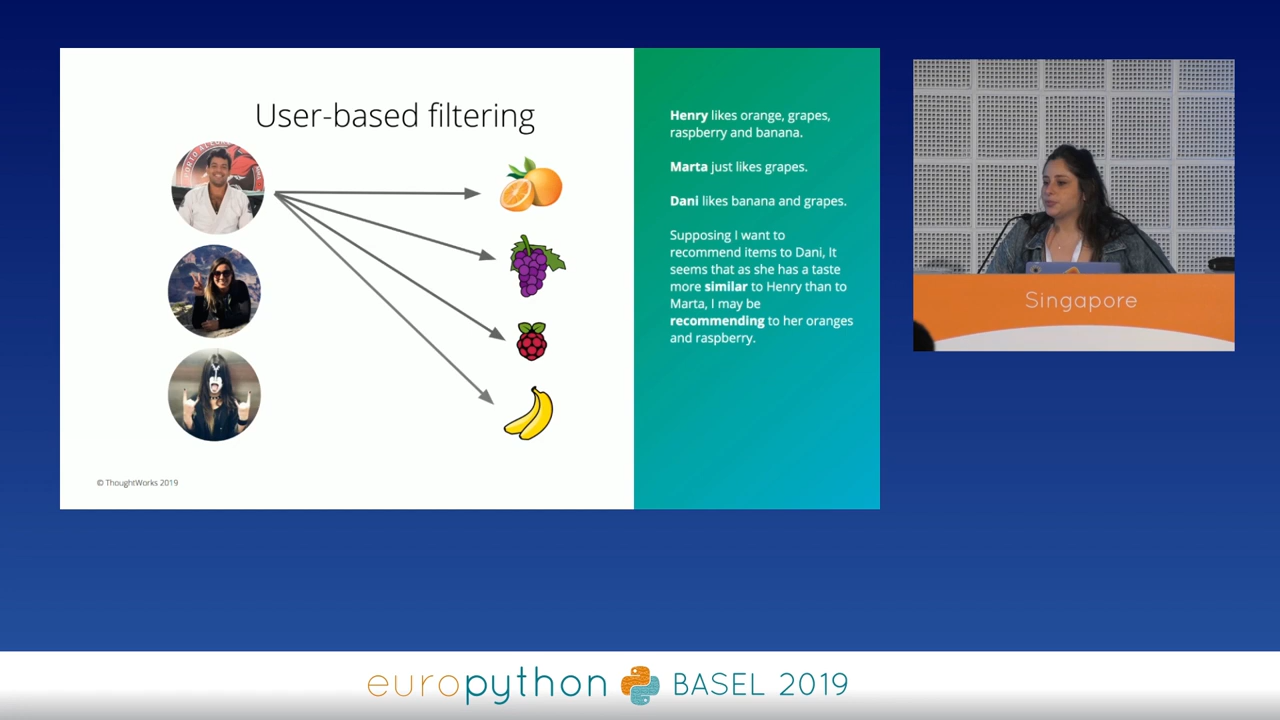 User-based filtering
Henry likes orange, grapes,
raspberry and banana.
Marta just likes grapes.
Dani likes banana and grapes.
Supposing I want to
recommend items to Dani, It
seems that as she has a taste
more similar to Henry than to
Marta, I may be
recommending to her oranges
and raspberry.
© ThoughtWorks 2019
Singapore
europython BASEL 2019